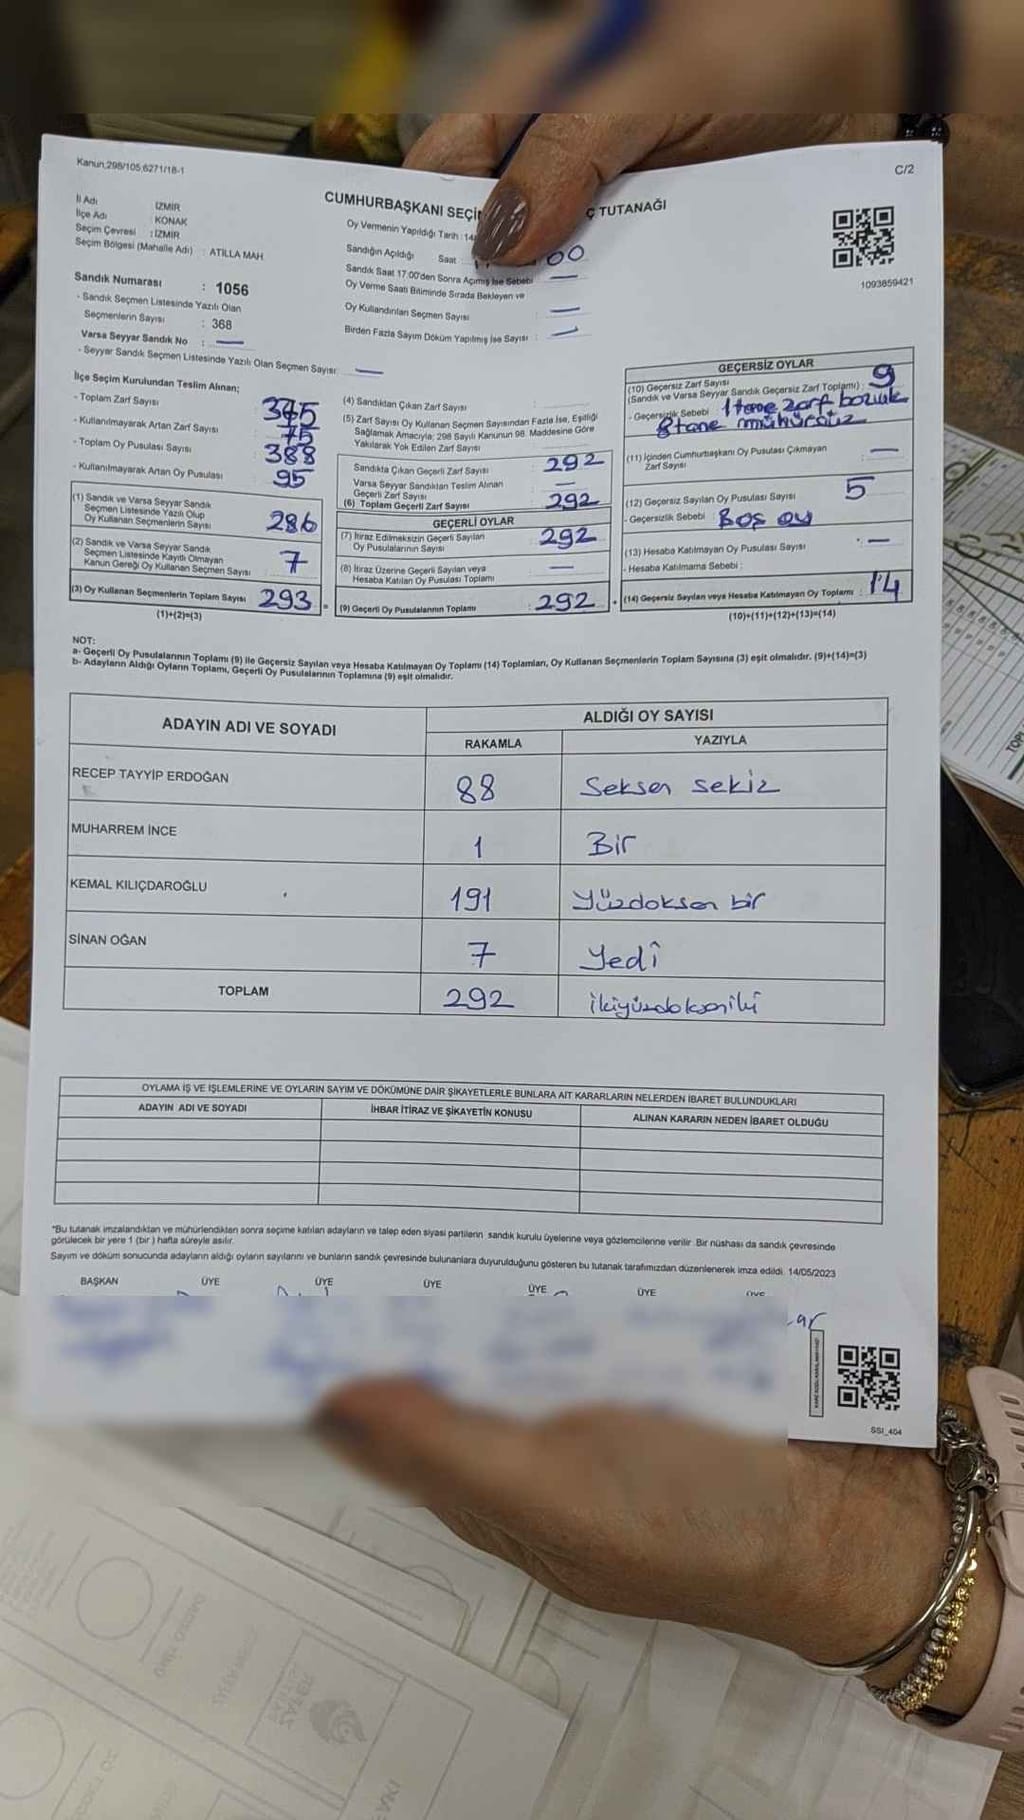 Kanun,298/105,6271/18-1
C/2
CUMHURBAŞKANI SEÇİ Ç TUTANAĞI
İl Adı İZMİR
İlçe Adı : KONAK
Seçim Çevresi : İZMİR
Seçim Bölgesi (Mahalle Adı) : ATİLLA MAH.
Oy Vermenin Yapıldığı Tarih : 14
Sandığın Açıldığı Saat : 00
Sandık Saat 17:00'den Sonra Açımış İse Sebebi —
Oy Verme Saati Bitiminde Sırada Bekleyen ve
Oy Kullandırılan Seçmen Sayısı —
Birden Fazla Sayım Döküm Yapılmış İse Sayısı : —
1093859421
Sandık Numarası : 1056
- Sandık Seçmen Listesinde Yazılı Olan
Seçmenlerin Sayısı : 368
Varsa Seyyar Sandık No : —
- Seyyar Sandık Seçmen Listesinde Yazılı Olan Seçmen Sayısı: —
İlçe Seçim Kurulundan Teslim Alınan;
- Toplam Zarf Sayısı 375
- Kullanılmayarak Artan Zarf Sayısı 75
- Toplam Oy Pusulası Sayısı 388
- Kullanılmayarak Artan Oy Pusulası 95
(1) Sandık ve Varsa Seyyar Sandık
Seçmen Listesinde Yazılı Olup
Oy Kullanan Seçmenlerin Sayısı 286
(2) Sandık ve Varsa Seyyar Sandık
Seçmen Listesinde Kayıtlı Olmayan
Kanun Gereği Oy Kullanan Seçmen Sayısı 7
(3) Oy Kullanan Seçmenlerin Toplam Sayısı 293
(1)+(2)=(3)
(4) Sandıktan Çıkan Zarf Sayısı
(5) Zarf Sayısı Oy Kullanan Seçmen Sayısından Fazla İse, Eşitliği
Sağlamak Amacıyla; 298 Sayılı Kanunun 98. Maddesine Göre
Yakılarak Yok Edilen Zarf Sayısı
Sandıkta Çıkan Geçerli Zarf Sayısı 292
Varsa Seyyar Sandıktan Teslim Alınan
Geçerli Zarf Sayısı —
(6) Toplam Geçerli Zarf Sayısı 292
GEÇERLİ OYLAR
(7) İtiraz Edilmeksizin Geçerli Sayılan
Oy Pusulalarının Sayısı 292
(8) İtiraz Üzerine Geçerli Sayılan veya
Hesaba Katılan Oy Pusulası Toplamı —
(9) Geçerli Oy Pusulalarının Toplamı : 292
GEÇERSİZ OYLAR
(10) Geçersiz Zarf Sayısı
(Sandık ve Varsa Seyyar Sandık Geçersiz Zarf Toplamı) : 9
- Geçersizlik Sebebi 1 tane zarf bozuk
8 tane mühürsüz
(11) İçinden Cumhurbaşkanı Oy Pusulası Çıkmayan
Zarf Sayısı —
(12) Geçersiz Sayılan Oy Pusulası Sayısı 5
- Geçersizlik Sebebi Boş oy
(13) Hesaba Katılmayan Oy Pusulası Sayısı : —
- Hesaba Katılmama Sebebi :
(14) Geçersiz Sayılan veya Hesaba Katılmayan Oy Toplamı : 14
(10)+(11)+(12)+(13)=(14)
NOT:
a- Geçerli Oy Pusulalarının Toplamı (9) ile Geçersiz Sayılan veya Hesaba Katılmayan Oy Toplamı (14) Toplamları, Oy Kullanan Seçmenlerin Toplam Sayısına (3) eşit olmalıdır. (9)+(14)=(3)
b- Adayların Aldığı Oyların Toplamı, Geçerli Oy Pusulalarının Toplamına (9) eşit olmalıdır.
ADAYIN ADI VE SOYADI
ALDIĞI OY SAYISI
RAKAMLA YAZIYLA
RECEP TAYYİP ERDOĞAN 88 Seksen sekiz
MUHARREM İNCE 1 Bir
KEMAL KILIÇDAROĞLU 191 Yüzdoksan bir
SİNAN OĞAN 7 Yedi
TOPLAM 292 ikiyüzdoksaniki
OYLAMA İŞ VE İŞLEMLERİNE VE OYLARIN SAYIM VE DÖKÜMÜNE DAİR ŞİKAYETLERLE BUNLARA AİT KARARLARIN NELERDEN İBARET BULUNDUKLARI
ADAYIN ADI VE SOYADI İHBAR İTİRAZ VE ŞİKAYETİN KONUSU ALINAN KARARIN NEDEN İBARET OLDUĞU
*Bu tutanak imzalandıktan ve mühürlendikten sonra seçime katılan adayların ve talep eden siyasi partilerin sandık kurulu üyelerine veya gözlemcilerine verilir. Bir nüshası da sandık çevresinde
görülecek bir yere 1 (bir) hafta süreyle asılır.
Sayım ve döküm sonucunda adayların aldığı oyların sayılarını ve bunların sandık çevresinde bulunanlara duyurulduğunu gösteren bu tutanak tarafımızdan düzenlenerek imza edildi. 14/05/2023
BAŞKAN ÜYE ÜYE ÜYE ÜYE ÜYE ÜYE
SSI_404